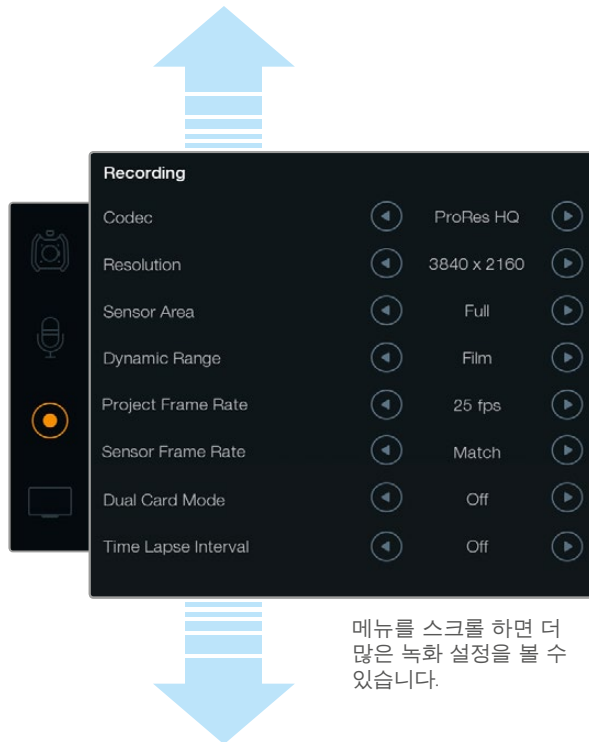 Recording
Codec ProRes HQ
Resolution 3840 x 2160
Sensor Area Full
Dynamic Range Film
Project Frame Rate 25 fps
Sensor Frame Rate Match
Dual Card Mode Off
Time Lapse Interval Off
메뉴를 스크롤 하면 더
많은 녹화 설정을 볼 수
있습니다.